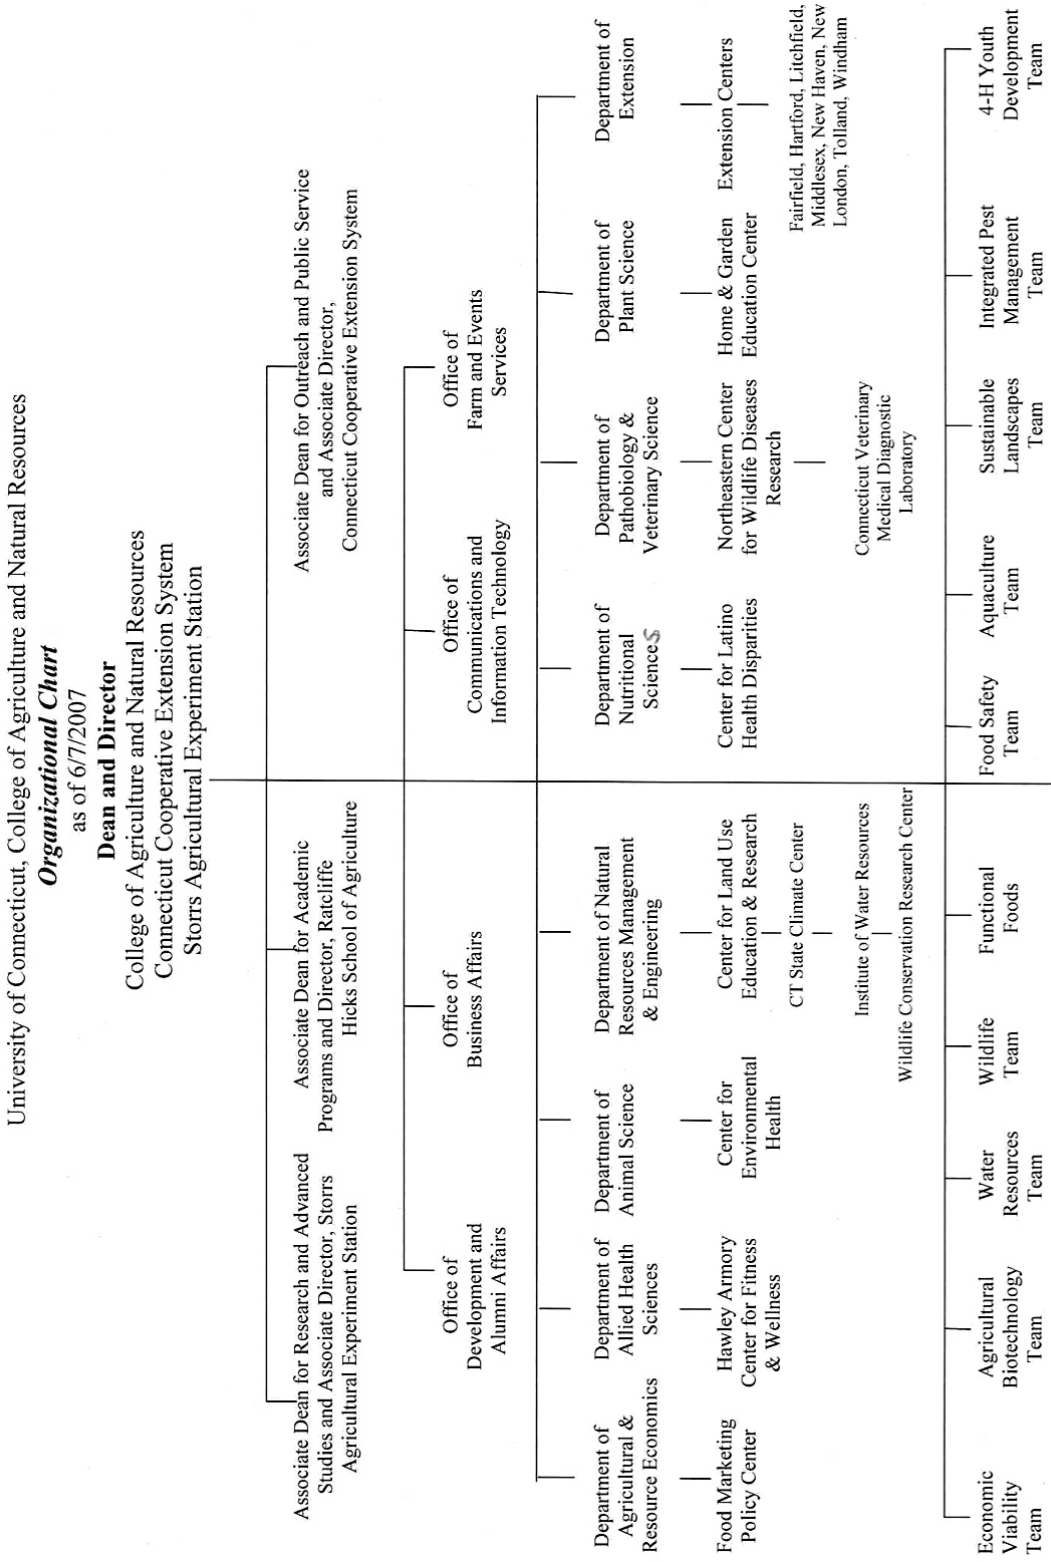 University of Connecticut, College of Agriculture and Natural Resources
Organizational Chart
as of 6/7/2007
Dean and Director
College of Agriculture and Natural Resources
Connecticut Cooperative Extension System
Storrs Agricultural Experiment Station
Associate Dean for Research and Advanced
Studies and Associate Director, Storrs
Agricultural Experiment Station
Associate Dean for Academic
Programs and Director, Ratcliffe
Hicks School of Agriculture
Associate Dean for Outreach and Public Service
and Associate Director,
Connecticut Cooperative Extension System
Office of
Development and
Alumni Affairs
Office of
Business Affairs
Office of
Communications and
Information Technology
Office of
Farm and Events
Services
Department of
Agricultural &
Resource Economics
Department of
Allied Health
Sciences
Department of
Animal Science
Department of Natural
Resources Management
& Engineering
Department of
Nutritional
Sciences
Department of
Pathobiology &
Veterinary Science
Department of
Plant Science
Department of
Extension
Food Marketing
Policy Center
Hawley Armory
Center for Fitness
& Wellness
Center for
Environmental
Health
Center for Land Use
Education & Research
CT State Climate Center
Institute of Water Resources
Wildlife Conservation Research Center
Center for Latino
Health Disparities
Northeastern Center
for Wildlife Diseases
Research
Connecticut Veterinary
Medical Diagnostic
Laboratory
Home & Garden
Education Center
Extension Centers
Fairfield, Hartford, Litchfield,
Middlesex, New Haven, New
London, Tolland, Windham
Economic
Viability
Team
Agricultural
Biotechnology
Team
Water
Resources
Team
Wildlife
Team
Functional
Foods
Food Safety
Team
Aquaculture
Team
Sustainable
Landscapes
Team
Integrated Pest
Management
Team
4-H Youth
Development
Team